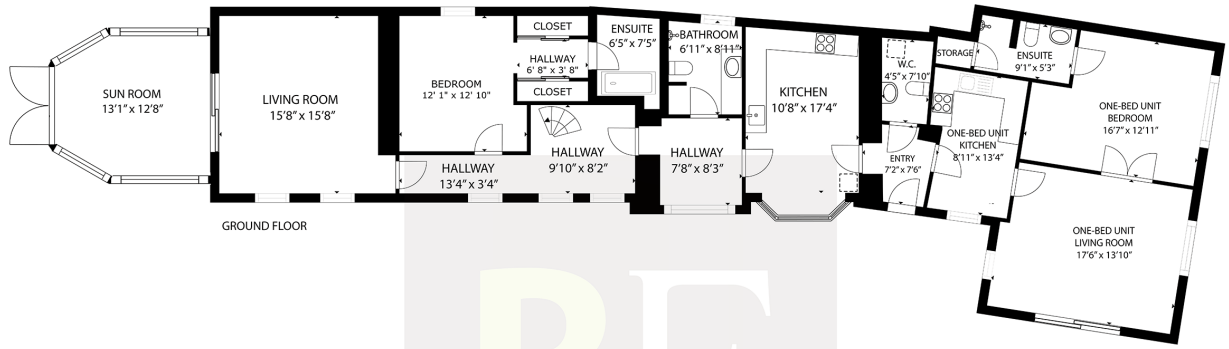 SUN ROOM
13'1" x 12'8"
LIVING ROOM
15'8" x 15'8"
BEDROOM
12' 1" x 12' 10"
CLOSET
HALLWAY
6' 8" x 3' 8"
CLOSET
ENSUITE
6'5" x 7'5"
BATHROOM
6'11" x 8'11"
KITCHEN
10'8" x 17'4"
W.C.
4'5" x 7'10"
STORAGE
ENSUITE
9'1" x 5'3"
ONE-BED UNIT
BEDROOM
16'7" x 12'11"
ONE-BED UNIT
KITCHEN
8'11" x 13'4"
HALLWAY
13'4" x 3'4"
HALLWAY
9'10" x 8'2"
HALLWAY
7'8" x 8'3"
ENTRY
7'2" x 7'6"
ONE-BED UNIT
LIVING ROOM
17'6" x 13'10"
GROUND FLOOR